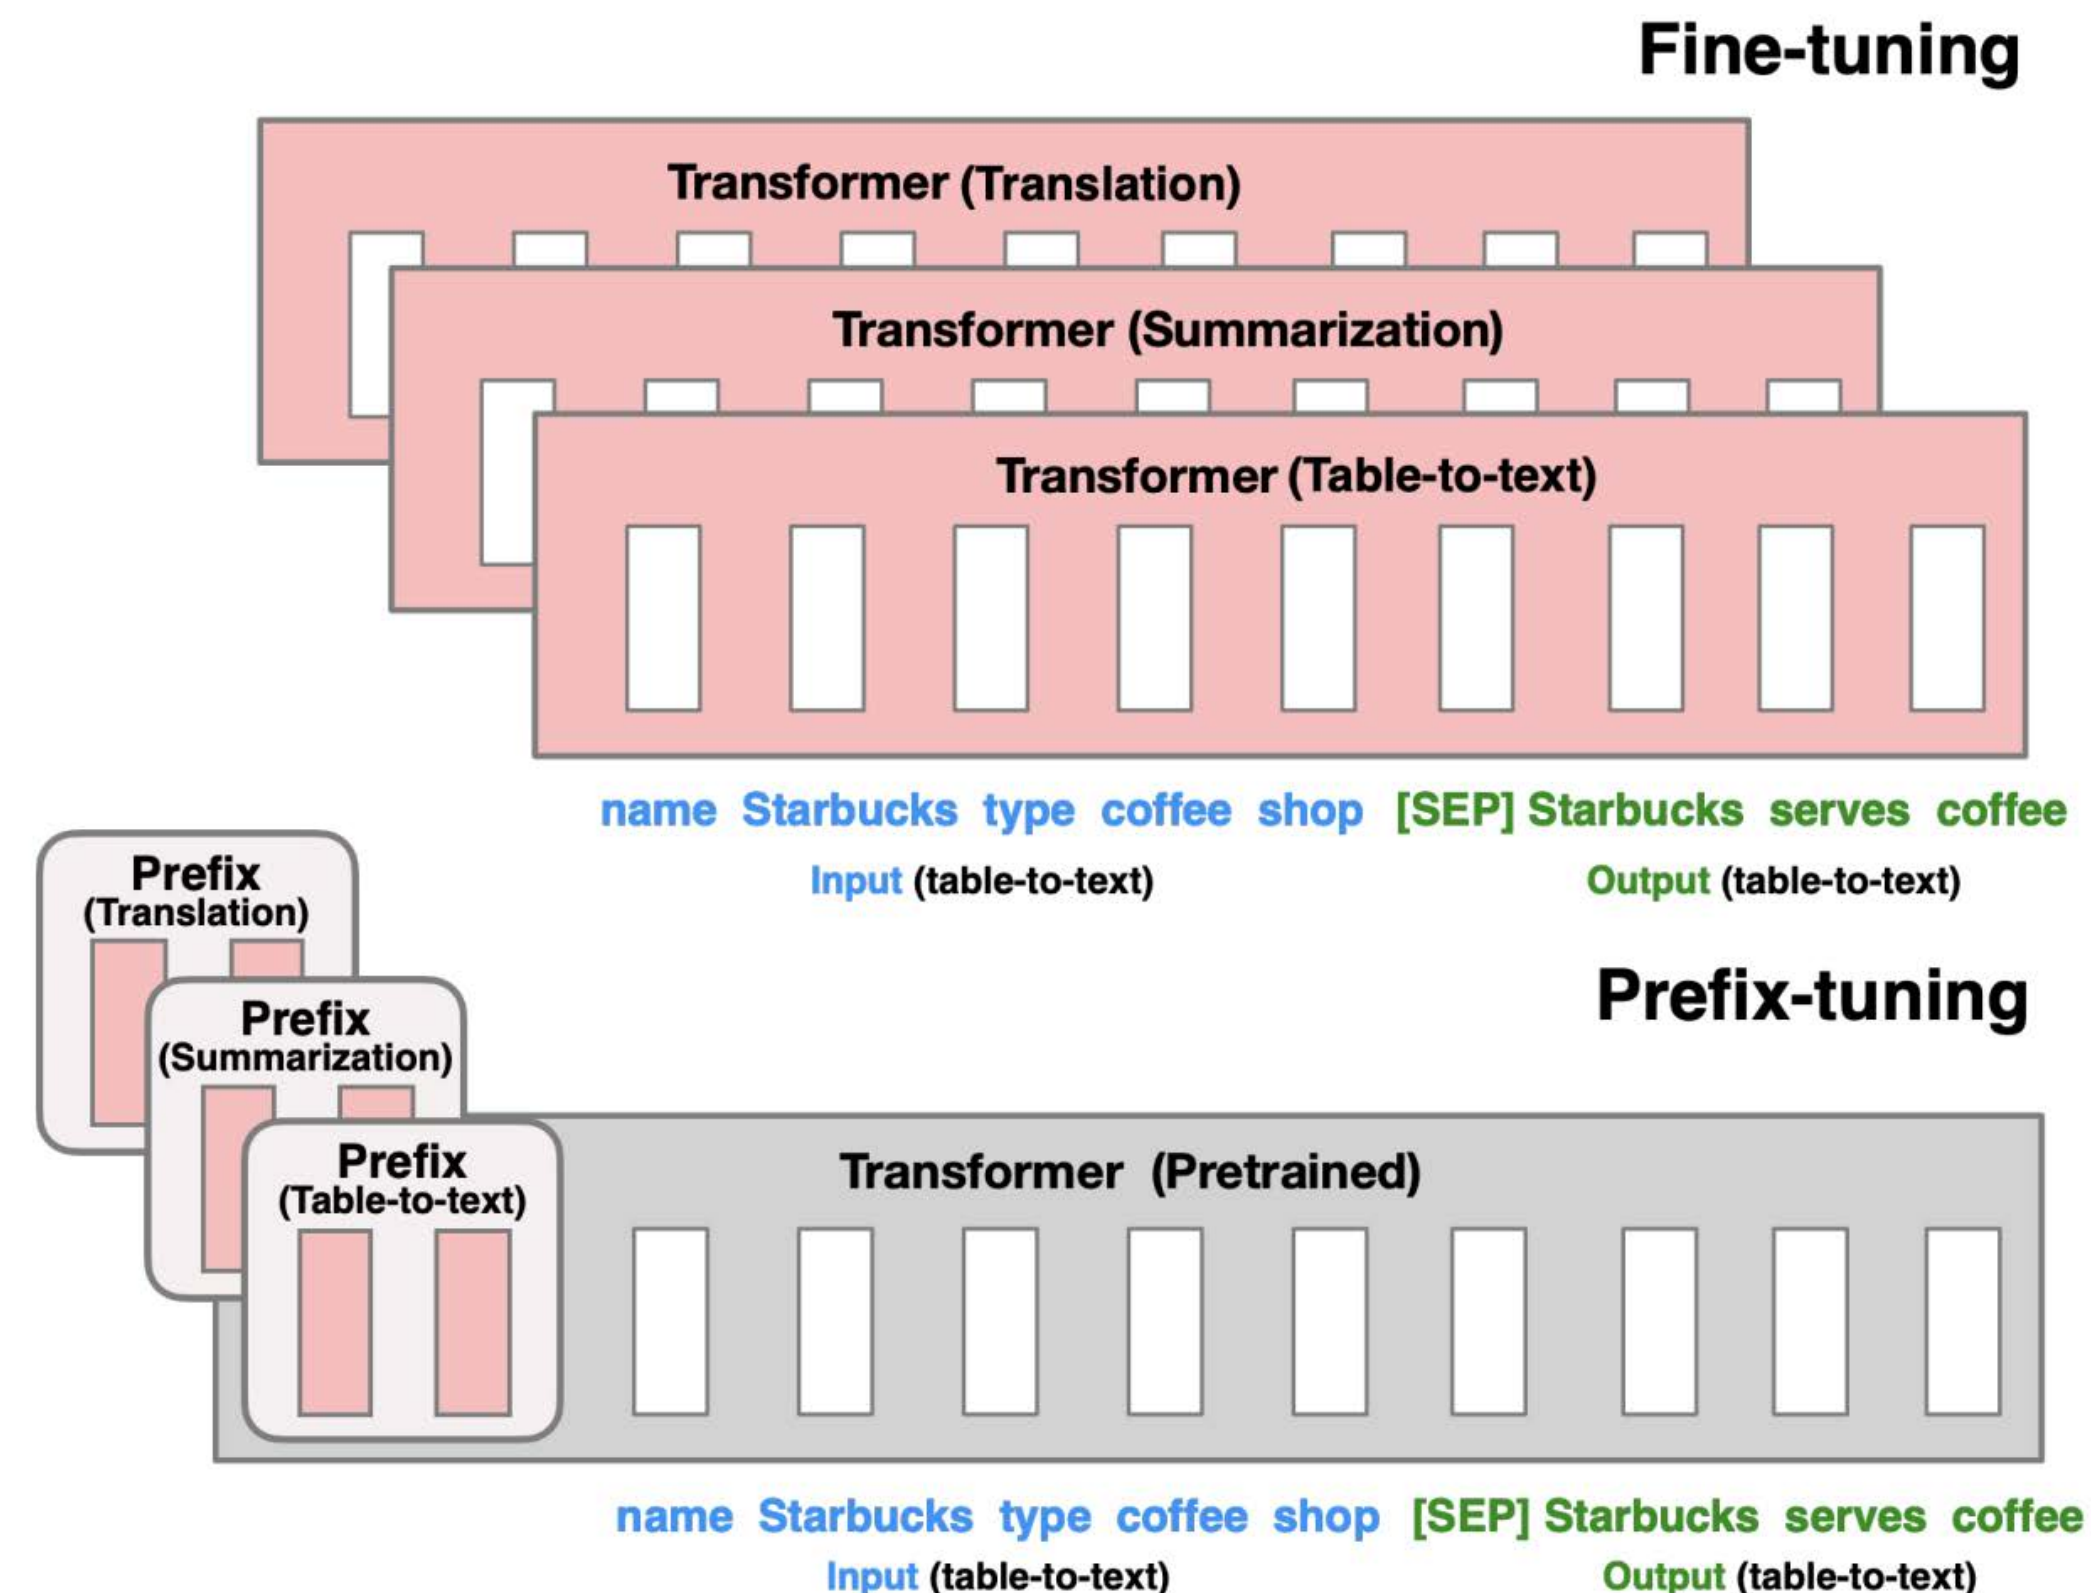 Fine-tuning
Transformer (Translation)
Transformer (Summarization)
Transformer (Table-to-text)
name Starbucks type coffee shop [SEP] Starbucks serves coffee
Input (table-to-text) Output (table-to-text)
Prefix
(Translation)
Prefix-tuning
Prefix
(Summarization)
Prefix
(Table-to-text)
Transformer (Pretrained)
name Starbucks type coffee shop [SEP] Starbucks serves coffee
Input (table-to-text) Output (table-to-text)